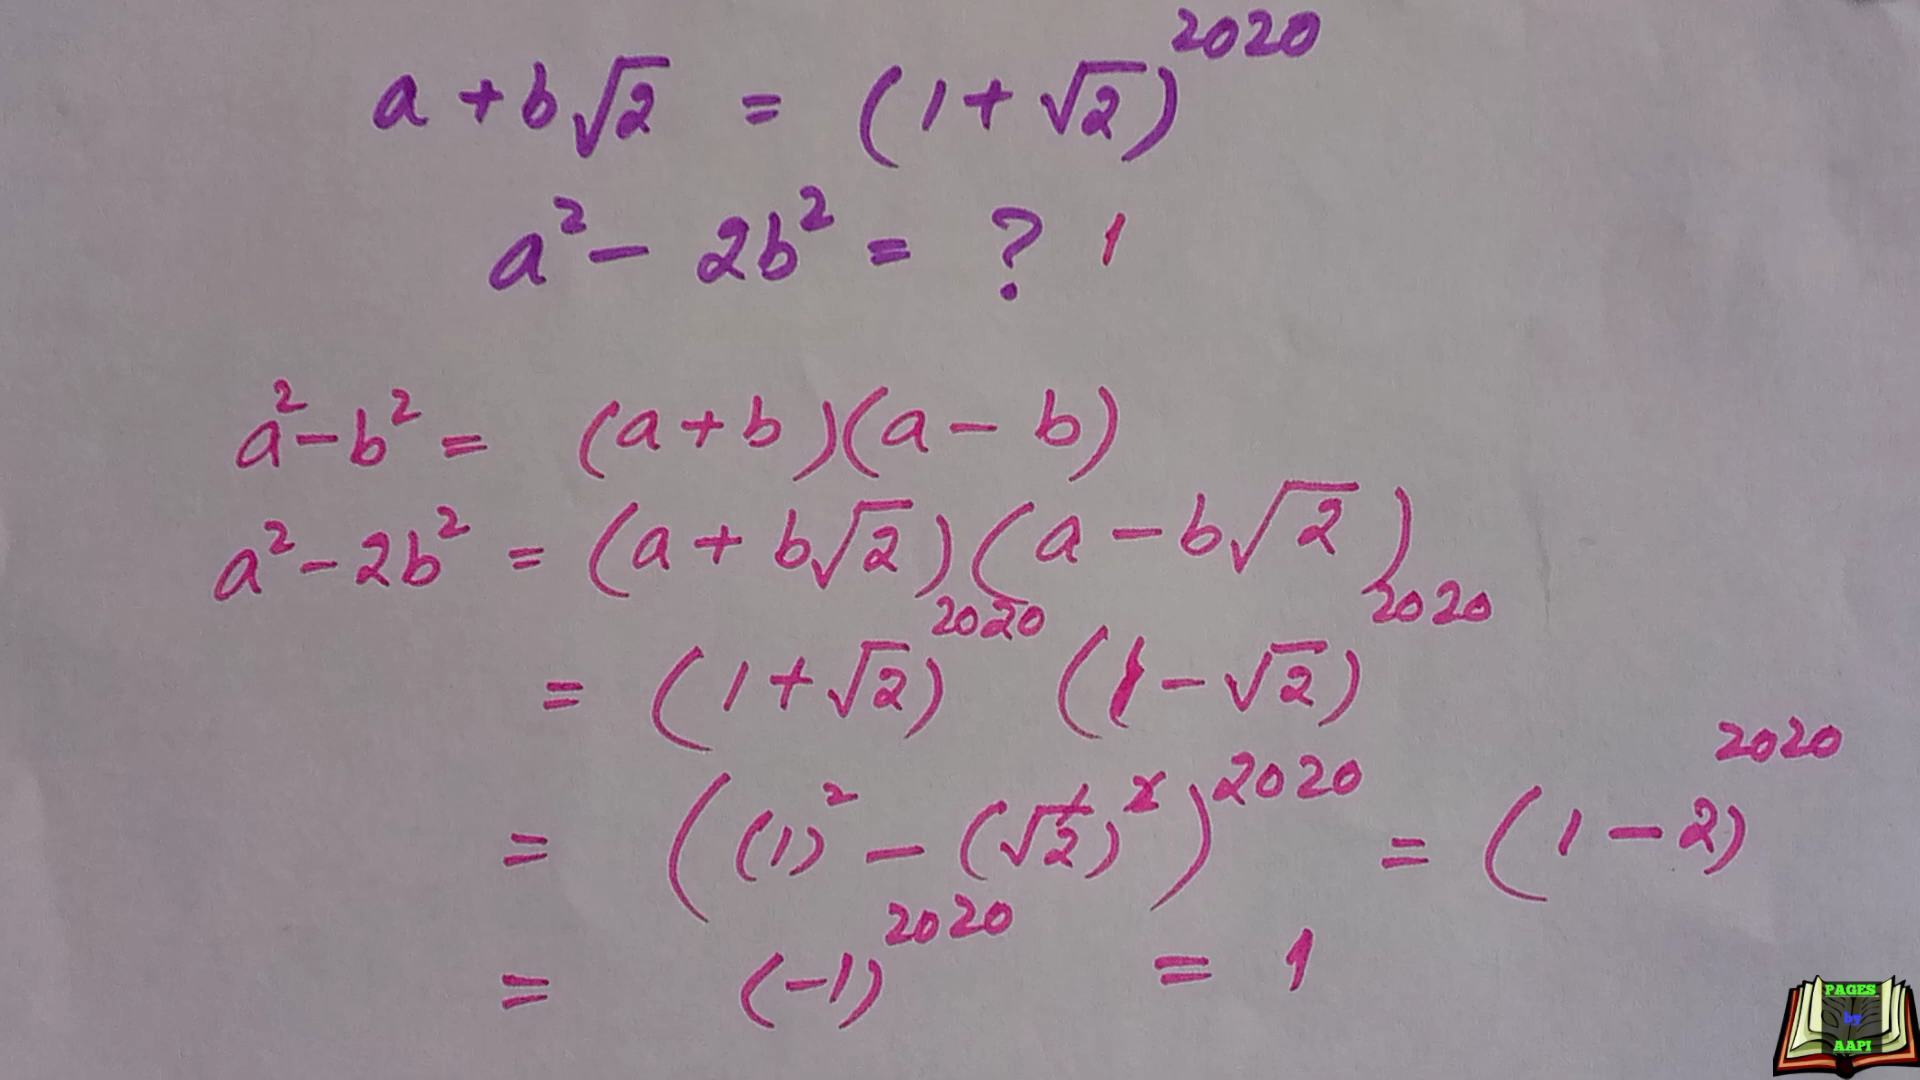 a + b√2 = (1 + √2)²⁰²⁰
a² − 2b² = ? 1
a² − b² = (a + b)(a − b)
a² − 2b² = (a + b√2)(a − b√2)
= (1 + √2)²⁰²⁰ (1 − √2)²⁰²⁰
= ((1)² − (√2)²)²⁰²⁰ = (1 − 2)²⁰²⁰
= (−1)²⁰²⁰ = 1
PAGES
by
AAPI